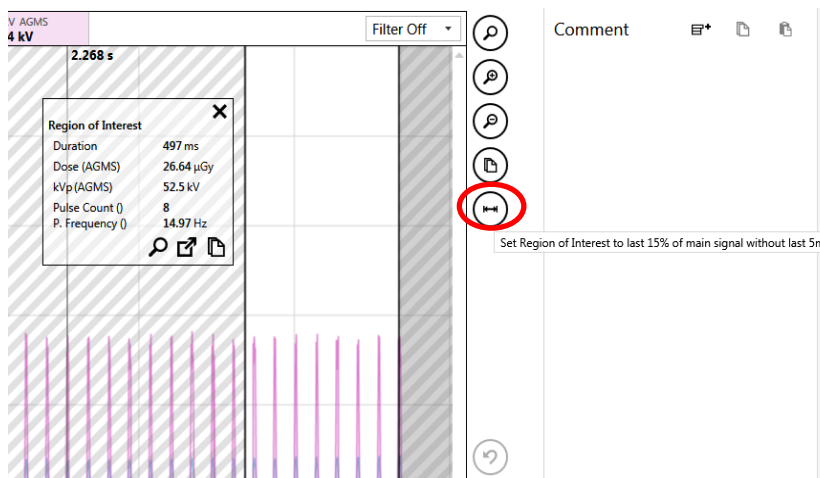 V AGMS
4 kV
Filter Off
Comment
2.268 s
Region of Interest
Duration 497 ms
Dose (AGMS) 26.64 µGy
kVp (AGMS) 52.5 kV
Pulse Count () 8
P. Frequency () 14.97 Hz
Set Region of Interest to last 15% of main signal without last 5m